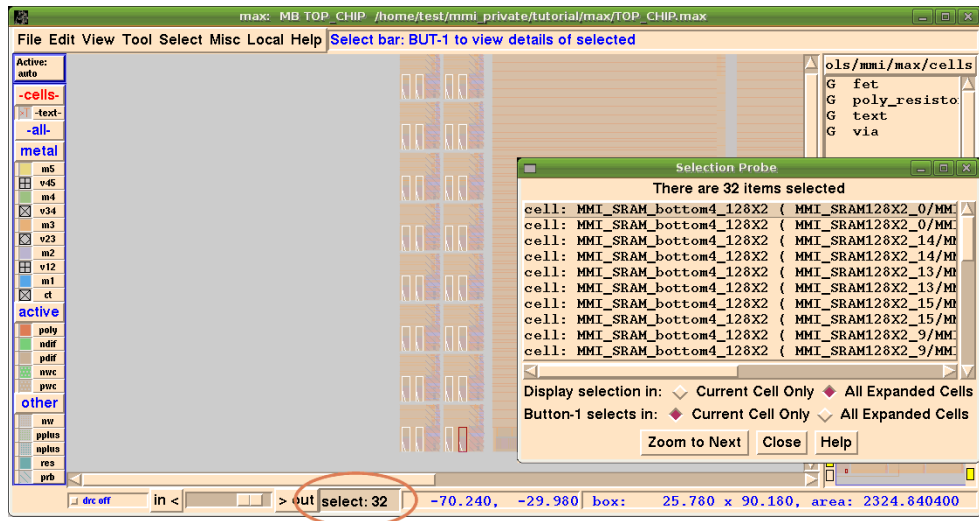 max: MB TOP_CHIP /home/test/mmi_private/tutorial/max/TOP_CHIP.max
File Edit View Tool Select Misc Local Help Select bar: BUT-1 to view details of selected
Active:
auto
-cells-
-text-
-all-
metal
m5
v45
m4
v34
m3
v23
m2
v12
m1
ct
active
poly
ndif
pdif
nwc
pwc
other
nw
pplus
nplus
res
prb
ols/mmi/max/cells
G fet
G poly_resisto
G text
G via
Selection Probe
There are 32 items selected
cell: MMI_SRAM_bottom4_128X2 ( MMI_SRAM128X2_0/MMI
cell: MMI_SRAM_bottom4_128X2 ( MMI_SRAM128X2_0/MMI
cell: MMI_SRAM_bottom4_128X2 ( MMI_SRAM128X2_14/MM
cell: MMI_SRAM_bottom4_128X2 ( MMI_SRAM128X2_14/MM
cell: MMI_SRAM_bottom4_128X2 ( MMI_SRAM128X2_13/MM
cell: MMI_SRAM_bottom4_128X2 ( MMI_SRAM128X2_13/MM
cell: MMI_SRAM_bottom4_128X2 ( MMI_SRAM128X2_15/MM
cell: MMI_SRAM_bottom4_128X2 ( MMI_SRAM128X2_15/MM
cell: MMI_SRAM_bottom4_128X2 ( MMI_SRAM128X2_9/MMI
cell: MMI_SRAM_bottom4_128X2 ( MMI_SRAM128X2_9/MMI
Display selection in: Current Cell Only All Expanded Cells
Button-1 selects in: Current Cell Only All Expanded Cells
Zoom to Next Close Help
drc off in < > out select: 32 -70.240, -29.980 box: 25.780 x 90.180, area: 2324.840400